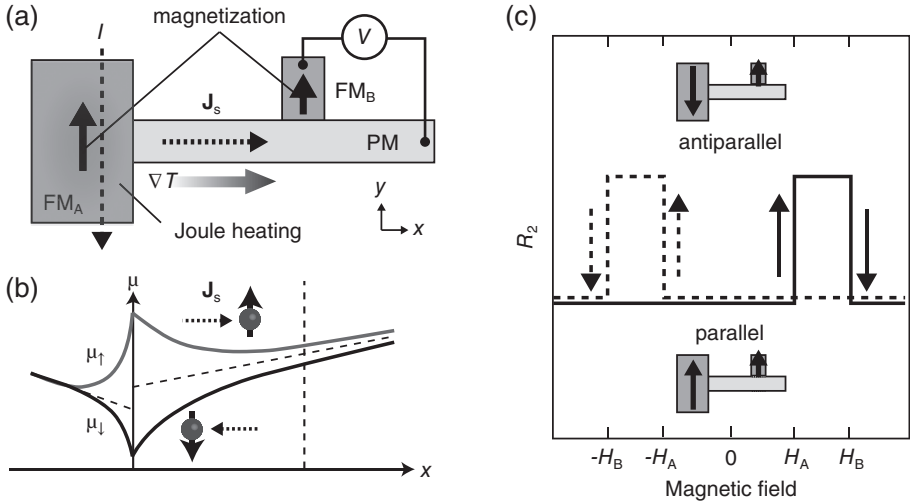 (a)
magnetization
I
V
FM_B
J_s
PM
∇T
FM_A
y
x
Joule heating
(b)
μ
J_s
μ↑
μ↓
x
(c)
antiparallel
R_2
parallel
-H_B -H_A 0 H_A H_B
Magnetic field